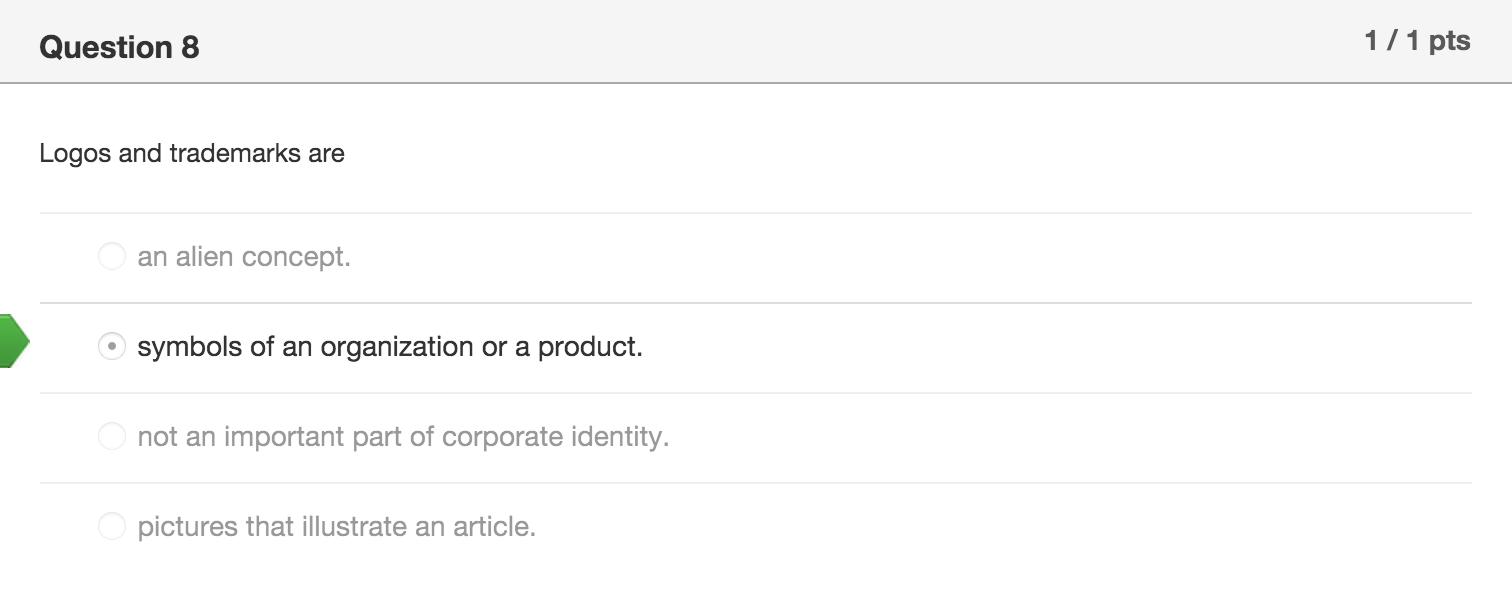 Question 8
1 / 1 pts
Logos and trademarks are
an alien concept.
symbols of an organization or a product.
not an important part of corporate identity.
pictures that illustrate an article.